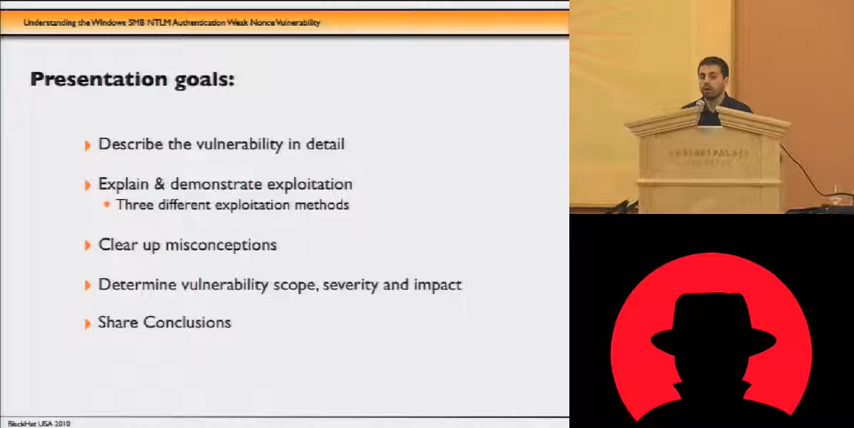 Understanding the Windows SMB NTLM Authentication Weak Nonce Vulnerability
Presentation goals:
Describe the vulnerability in detail
Explain & demonstrate exploitation
Three different exploitation methods
Clear up misconceptions
Determine vulnerability scope, severity and impact
Share Conclusions
BlackHat USA 2010